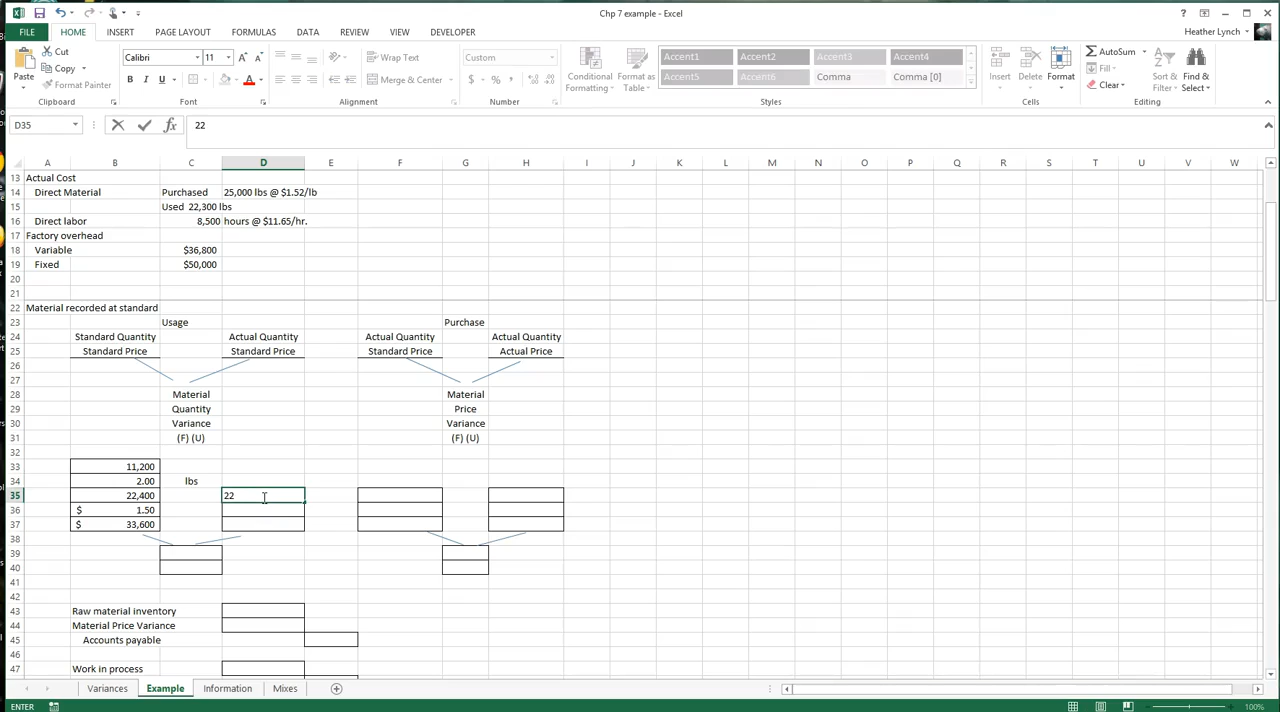 Chp 7 example - Excel
FILE HOME INSERT PAGE LAYOUT FORMULAS DATA REVIEW VIEW DEVELOPER Heather Lynch
Paste
Cut
Copy
Format Painter
Clipboard
Calibri 11
B I U
Font
Wrap Text
Merge & Center
Alignment
Custom
$ % ,
Number
Conditional Formatting
Format as Table
Accent1 Accent2 Accent3 Accent4
Accent5 Accent6 Comma Comma [0]
Styles
Insert Delete Format
Cells
AutoSum
Fill
Clear
Sort & Filter
Find & Select
Editing
D35 fx 22
A B C D E F G H I J K L M N O P Q R S T U V W
13 Actual Cost
14 Direct Material Purchased 25,000 lbs @ $1.52/lb
15 Used 22,300 lbs
16 Direct labor 8,500 hours @ $11.65/hr.
17 Factory overhead
18 Variable $36,800
19 Fixed $50,000
20
21
22 Material recorded at standard
23 Usage Purchase
24 Standard Quantity Actual Quantity Actual Quantity Actual Quantity
25 Standard Price Standard Price Standard Price Actual Price
26
27
28 Material Material
29 Quantity Price
30 Variance Variance
31 (F) (U) (F) (U)
32
33 11,200
34 2.00 lbs
35 22,400 22
36 $ 1.50
37 $ 33,600
38
39
40
41
42
43 Raw material inventory
44 Material Price Variance
45 Accounts payable
46
47 Work in process
Variances Example Information Mixes
ENTER 100%